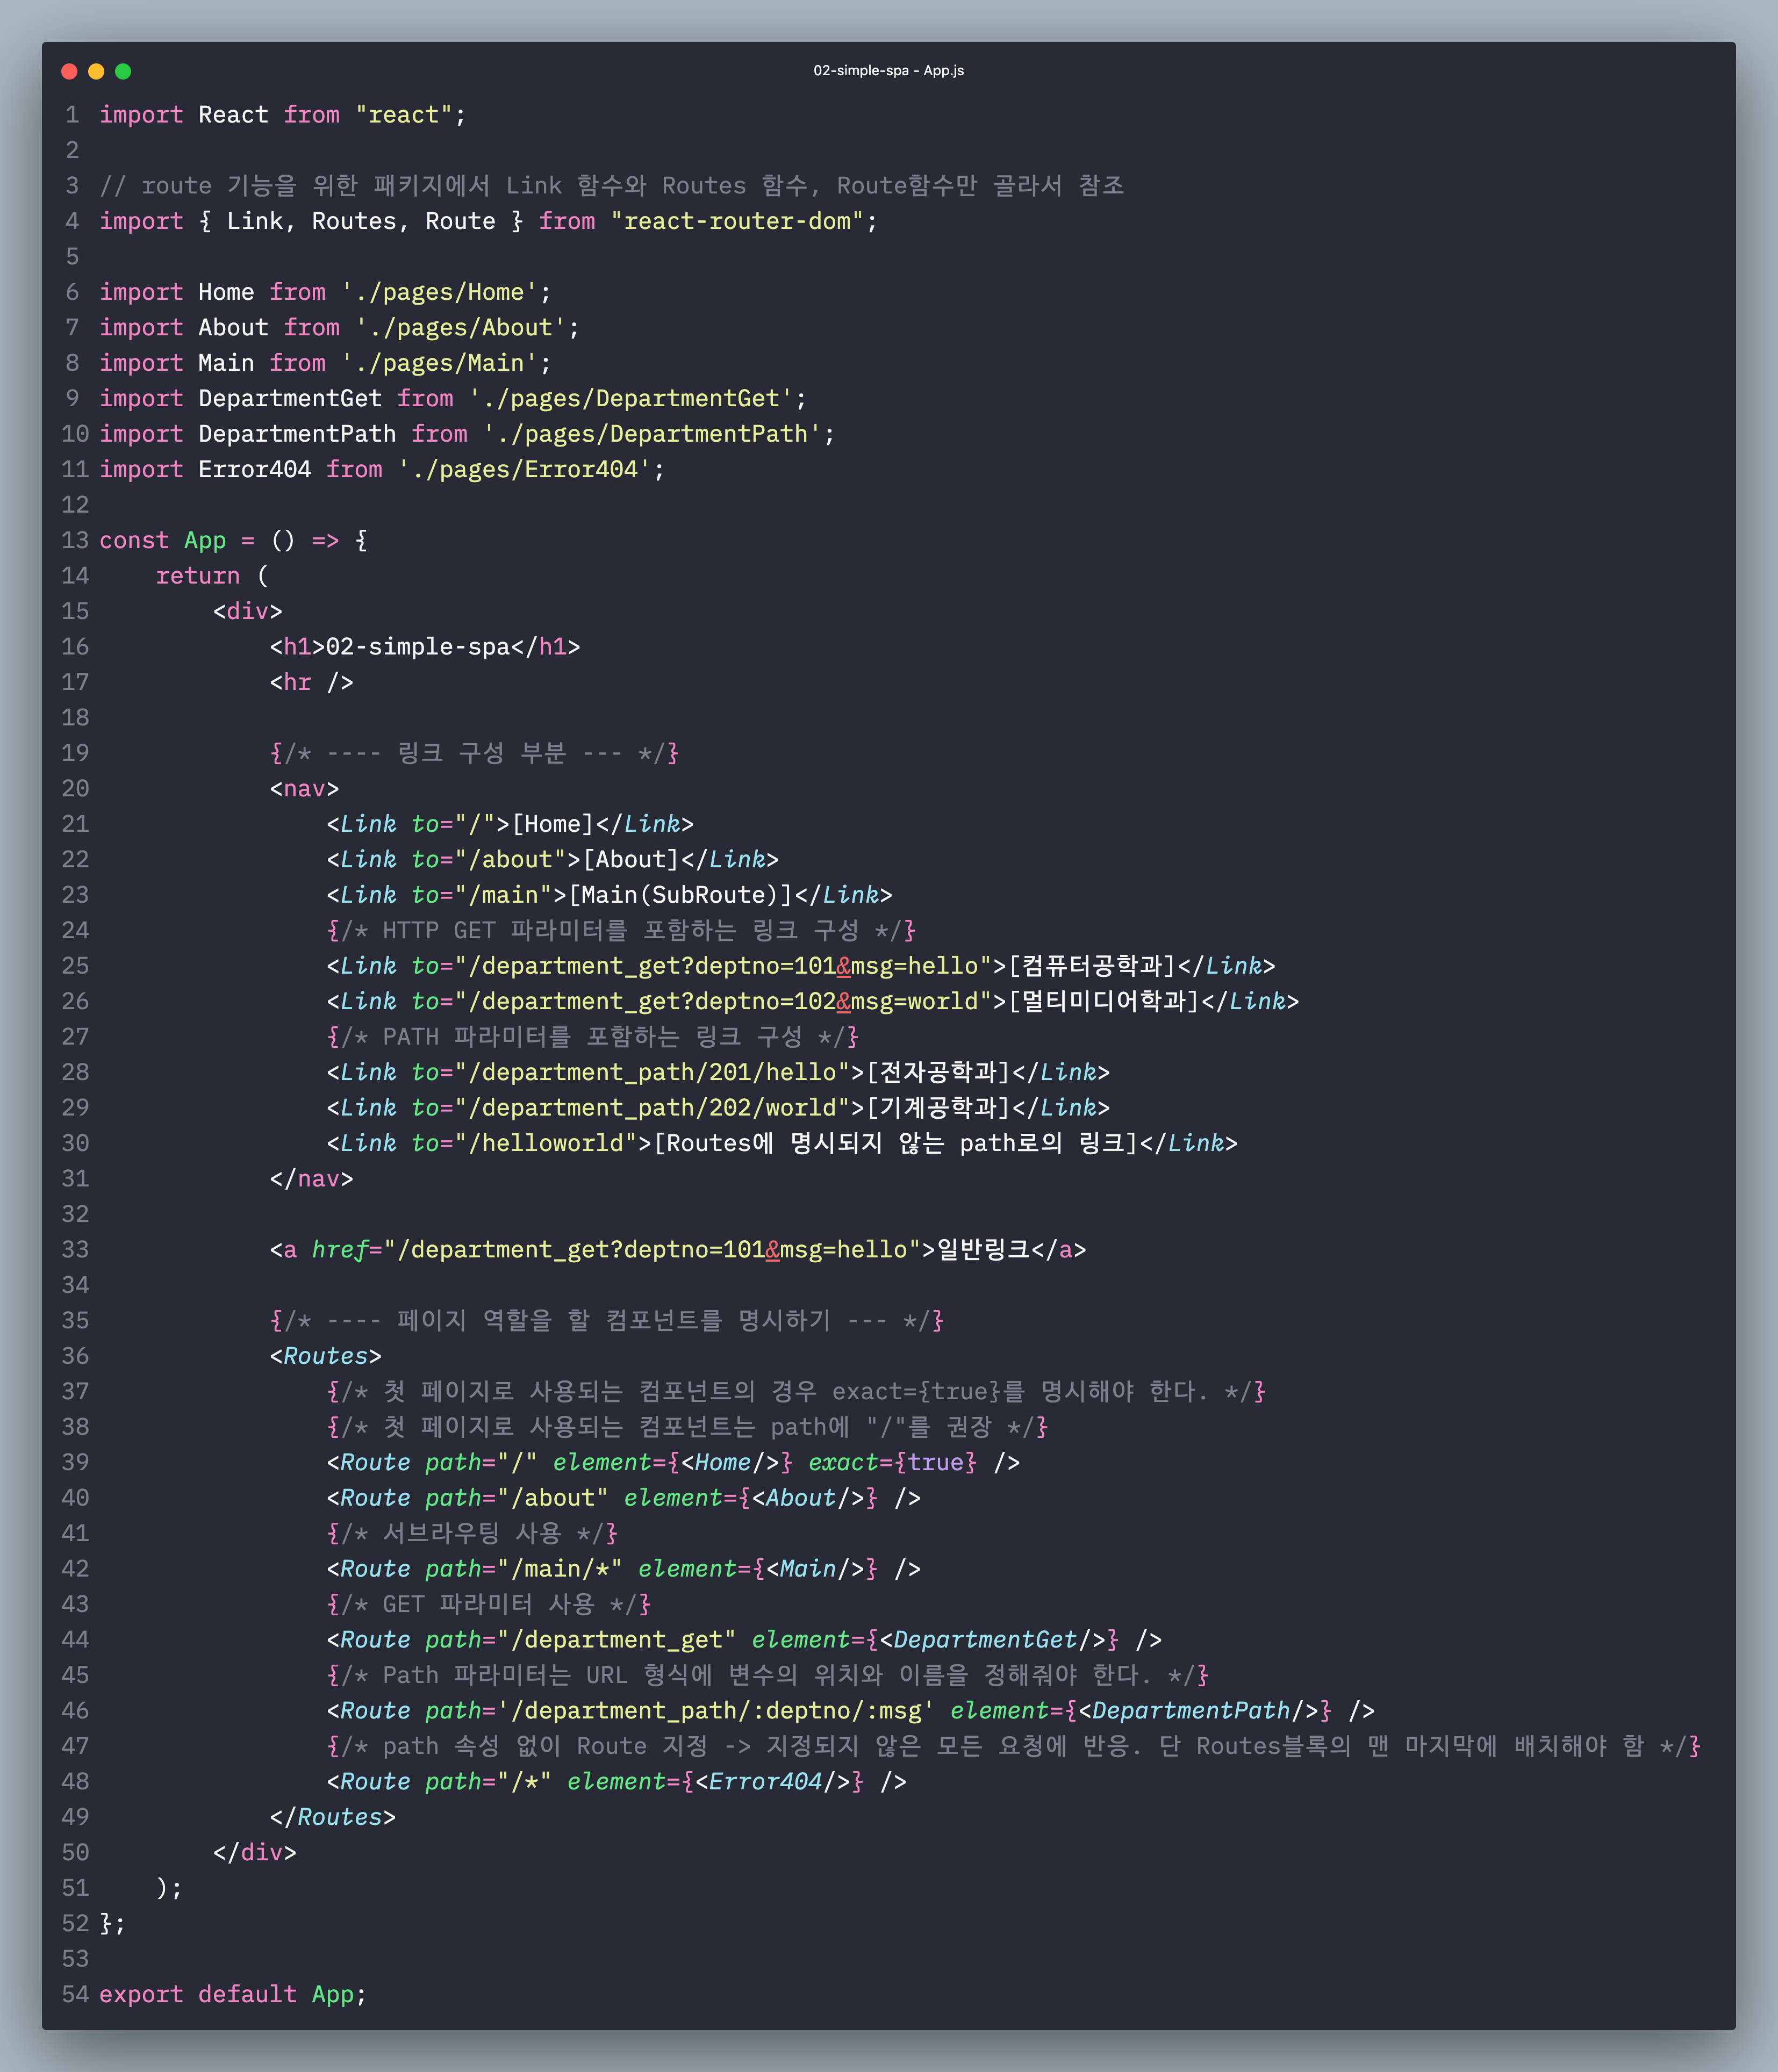 02-simple-spa - App.js
1 import React from "react";
2
3 // route 기능을 위한 패키지에서 Link 함수와 Routes 함수, Route함수만 골라서 참조
4 import { Link, Routes, Route } from "react-router-dom";
5
6 import Home from './pages/Home';
7 import About from './pages/About';
8 import Main from './pages/Main';
9 import DepartmentGet from './pages/DepartmentGet';
10 import DepartmentPath from './pages/DepartmentPath';
11 import Error404 from './pages/Error404';
12
13 const App = () => {
14     return (
15         <div>
16             <h1>02-simple-spa</h1>
17             <hr />
18
19             {/* ---- 링크 구성 부분 --- */}
20             <nav>
21                 <Link to="/">[Home]</Link>
22                 <Link to="/about">[About]</Link>
23                 <Link to="/main">[Main(SubRoute)]</Link>
24                 {/* HTTP GET 파라미터를 포함하는 링크 구성 */}
25                 <Link to="/department_get?deptno=101&msg=hello">[컴퓨터공학과]</Link>
26                 <Link to="/department_get?deptno=102&msg=world">[멀티미디어학과]</Link>
27                 {/* PATH 파라미터를 포함하는 링크 구성 */}
28                 <Link to="/department_path/201/hello">[전자공학과]</Link>
29                 <Link to="/department_path/202/world">[기계공학과]</Link>
30                 <Link to="/helloworld">[Routes에 명시되지 않는 path로의 링크]</Link>
31             </nav>
32
33             <a href="/department_get?deptno=101&msg=hello">일반링크</a>
34
35             {/* ---- 페이지 역할을 할 컴포넌트를 명시하기 --- */}
36             <Routes>
37                 {/* 첫 페이지로 사용되는 컴포넌트의 경우 exact={true}를 명시해야 한다. */}
38                 {/* 첫 페이지로 사용되는 컴포넌트는 path에 "/"를 권장 */}
39                 <Route path="/" element={<Home/>} exact={true} />
40                 <Route path="/about" element={<About/>} />
41                 {/* 서브라우팅 사용 */}
42                 <Route path="/main/*" element={<Main/>} />
43                 {/* GET 파라미터 사용 */}
44                 <Route path="/department_get" element={<DepartmentGet/>} />
45                 {/* Path 파라미터는 URL 형식에 변수의 위치와 이름을 정해줘야 한다. */}
46                 <Route path='/department_path/:deptno/:msg' element={<DepartmentPath/>} />
47                 {/* path 속성 없이 Route 지정 -> 지정되지 않은 모든 요청에 반응. 단 Routes블록의 맨 마지막에 배치해야 함 */}
48                 <Route path="/*" element={<Error404/>} />
49             </Routes>
50         </div>
51     );
52 };
53
54 export default App;